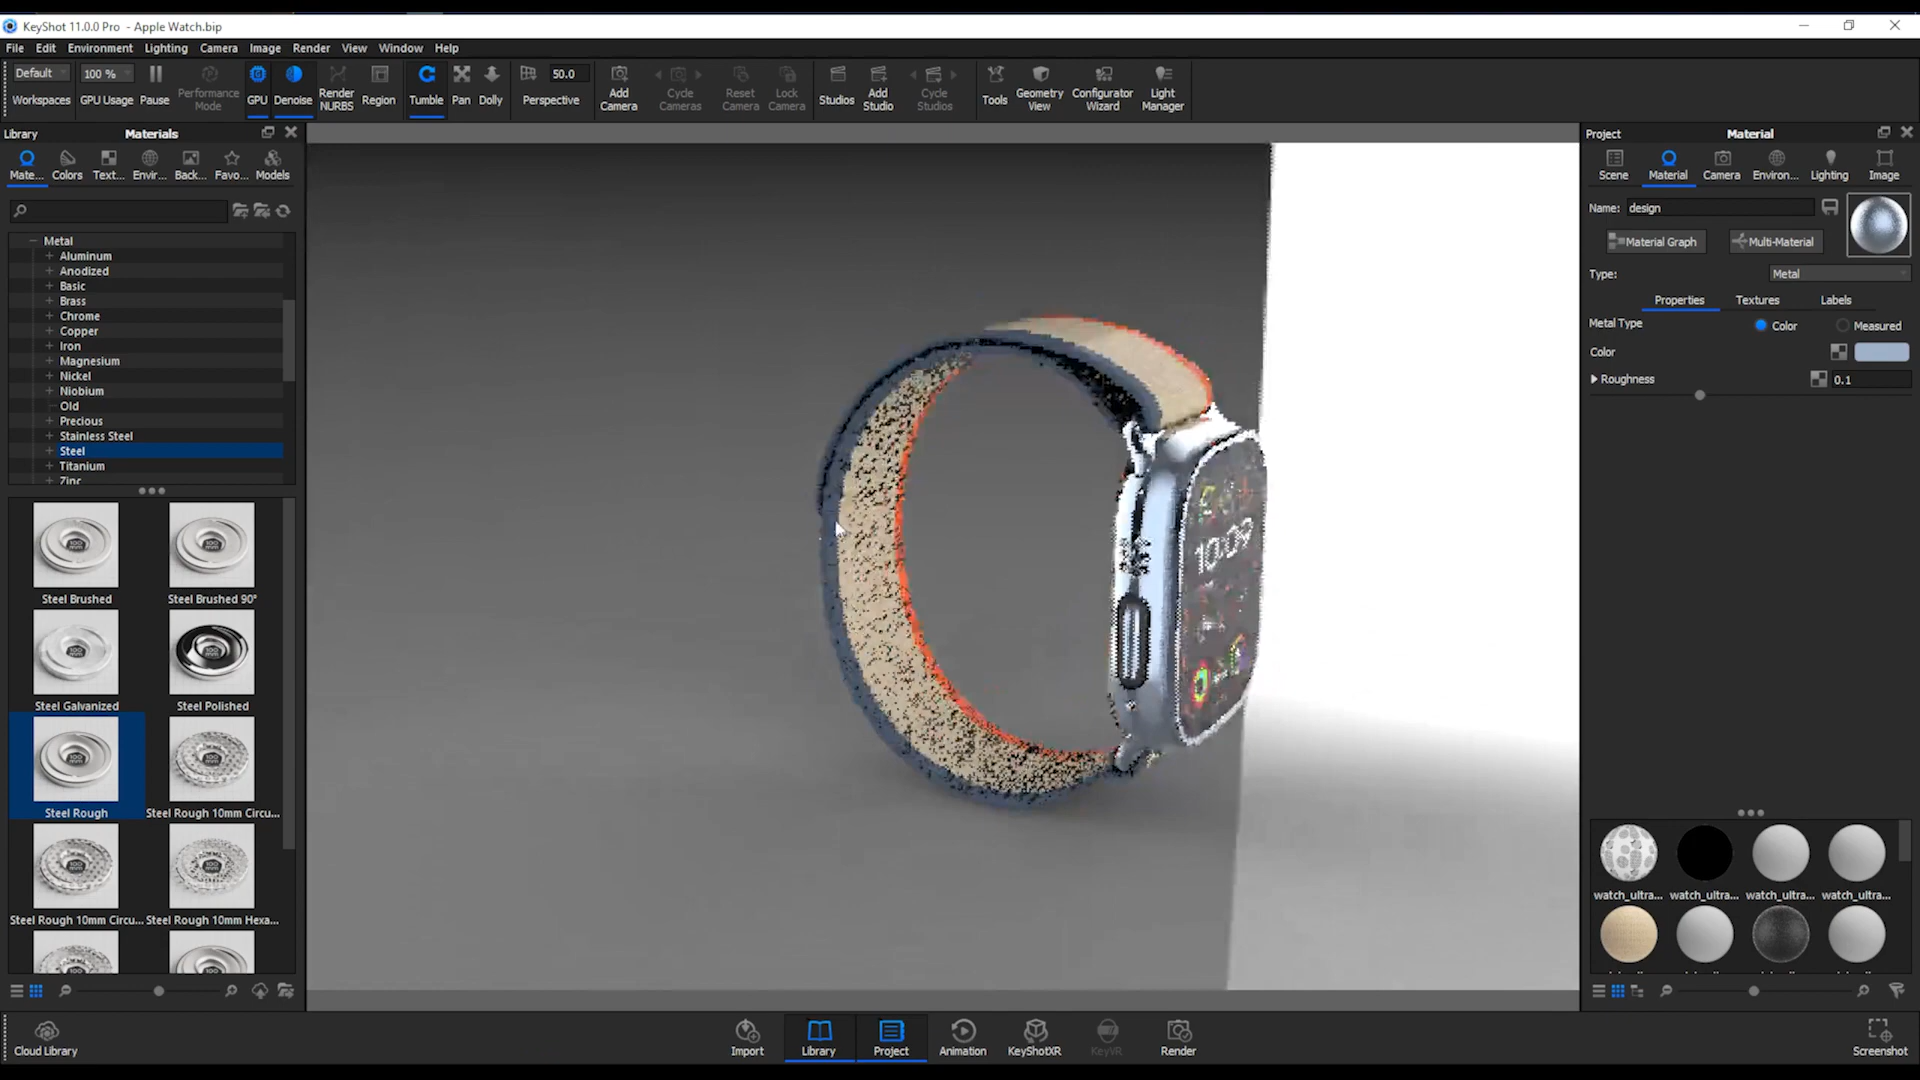 KeyShot 11.0.0 Pro - Apple Watch.bip
File Edit Environment Lighting Camera Image Render View Window Help
Default
Workspaces
100 %
GPU Usage
Pause
Performance
Mode
GPU
Denoise
Render
NURBS
Region
Tumble
Pan
Dolly
50.0
Perspective
Add
Camera
Cycle
Cameras
Reset
Camera
Lock
Camera
Studios
Add
Studio
Cycle
Studios
Tools
Geometry
View
Configurator
Wizard
Light
Manager
Library
Materials
Mate... Colors Text... Envir... Back... Favo... Models
Metal
Aluminum
Anodized
Basic
Brass
Chrome
Copper
Iron
Magnesium
Nickel
Niobium
Old
Precious
Stainless Steel
Steel
Titanium
Zinc
Steel Brushed
Steel Brushed 90°
Steel Galvanized
Steel Polished
Steel Rough
Steel Rough 10mm Circu...
Steel Rough 10mm Circu...
Steel Rough 10mm Hexa...
10:09
Project
Material
Scene Material Camera Environ... Lighting Image
Name: design
Material Graph
Multi-Material
Type: Metal
Properties Textures Labels
Metal Type Color Measured
Color
Roughness 0.1
watch_ultra... watch_ultra... watch_ultra... watch_ultra...
Cloud Library
Import
Library
Project
Animation
KeyShotXR
KeyVR
Render
Screenshot